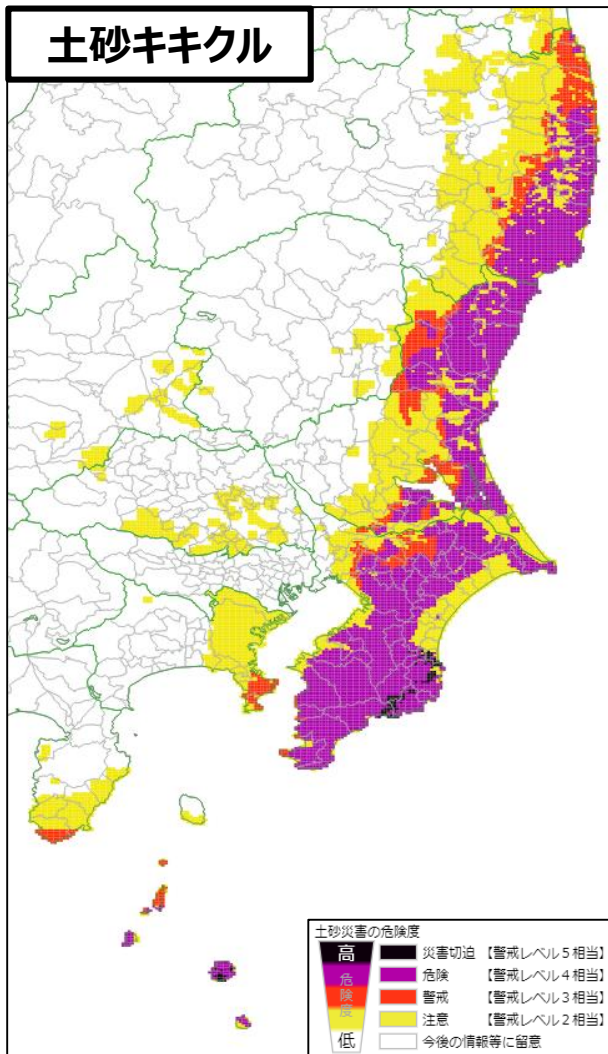 土砂キキクル
土砂災害の危険度
高
危険度
低
災害切迫 【警戒レベル5相当】
危険 【警戒レベル4相当】
警戒 【警戒レベル3相当】
注意 【警戒レベル2相当】
今後の情報等に留意